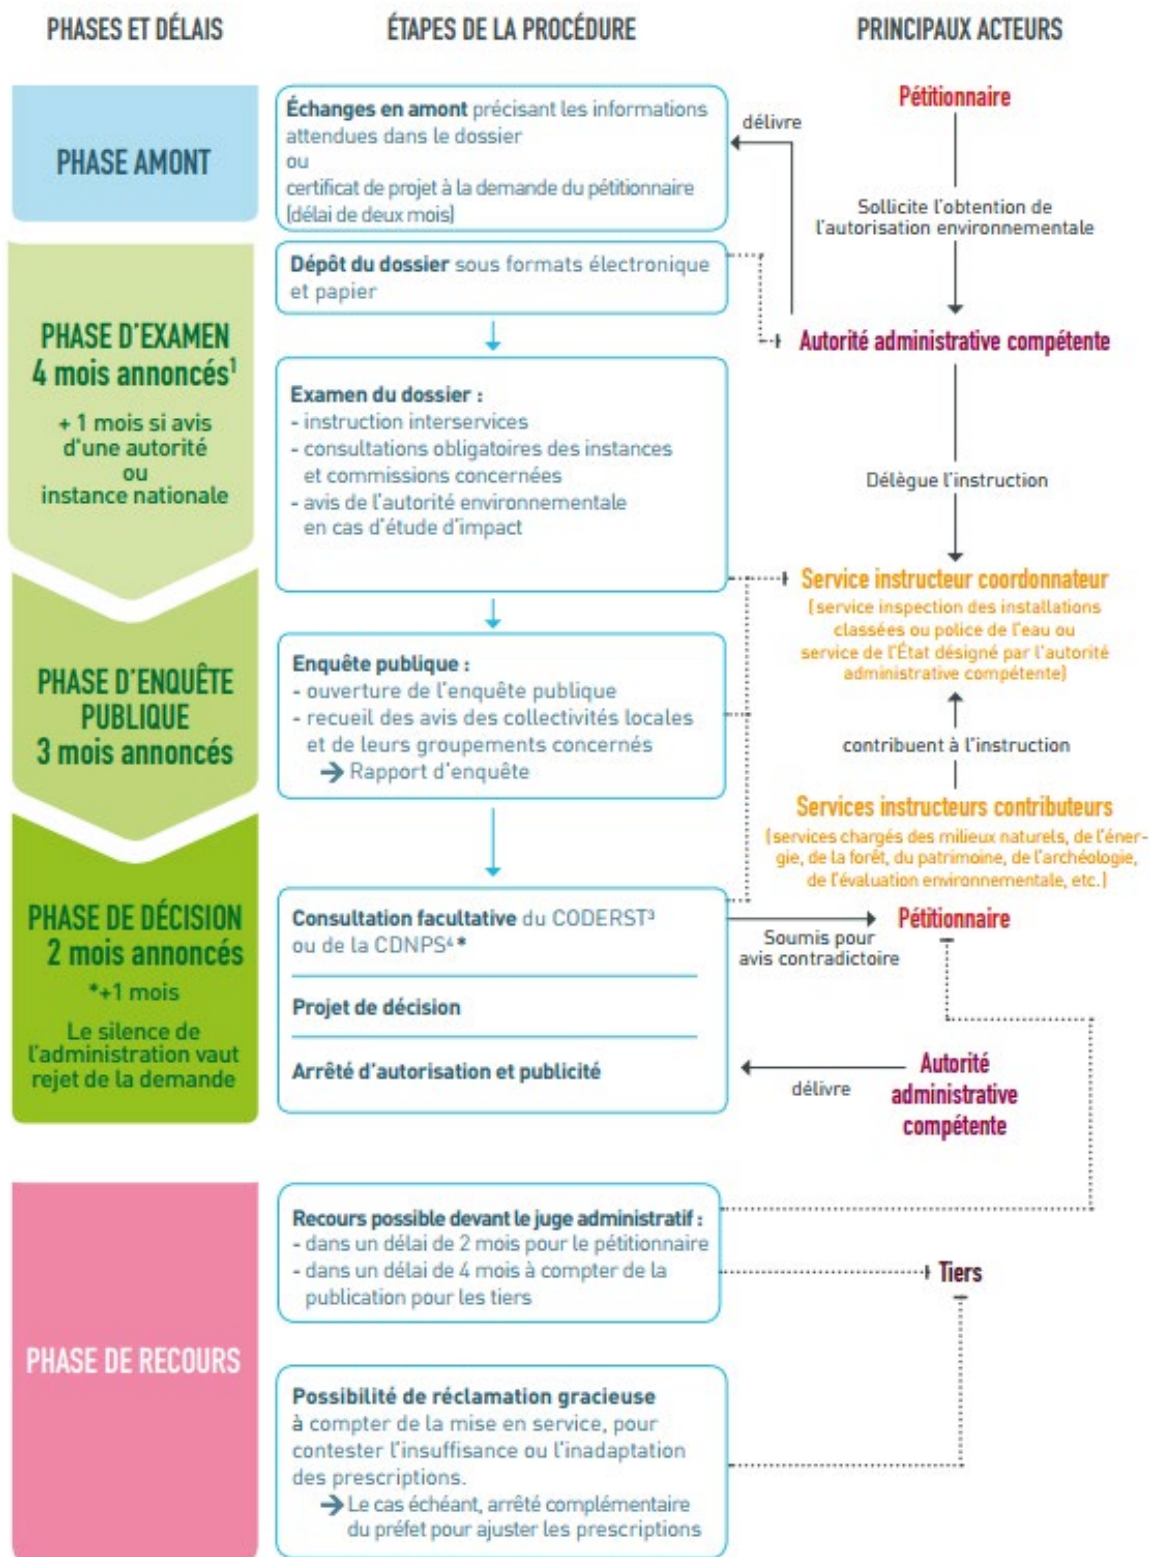 PHASES ET DÉLAIS
ÉTAPES DE LA PROCÉDURE
PRINCIPAUX ACTEURS
PHASE AMONT
Échanges en amont précisant les informations
attendues dans le dossier
ou
certificat de projet à la demande du pétitionnaire
(délai de deux mois)
délivre
Pétitionnaire
Sollicite l'obtention de
l'autorisation environnementale
PHASE D'EXAMEN
4 mois annoncés¹
+ 1 mois si avis
d'une autorité
ou
instance nationale
Dépôt du dossier sous formats électronique
et papier
Autorité administrative compétente
Examen du dossier :
- instruction interservices
- consultations obligatoires des instances
et commissions concernées
- avis de l'autorité environnementale
en cas d'étude d'impact
Délègue l'instruction
Service instructeur coordonnateur
(service inspection des installations
classées ou police de l'eau ou
service de l'État désigné par l'autorité
administrative compétente)
PHASE D'ENQUÊTE
PUBLIQUE
3 mois annoncés
Enquête publique :
- ouverture de l'enquête publique
- recueil des avis des collectivités locales
et de leurs groupements concernés
→ Rapport d'enquête
contribuent à l'instruction
Services instructeurs contributeurs
(services chargés des milieux naturels, de l'éner-
gie, de la forêt, du patrimoine, de l'archéologie,
de l'évaluation environnementale, etc.)
PHASE DE DÉCISION
2 mois annoncés
*+1 mois
Le silence de
l'administration vaut
rejet de la demande
Consultation facultative du CODERST³
ou de la CDNPS⁴ *
Projet de décision
Arrêté d'autorisation et publicité
Soumis pour
avis contradictoire
Pétitionnaire
délivre
Autorité
administrative
compétente
PHASE DE RECOURS
Recours possible devant le juge administratif :
- dans un délai de 2 mois pour le pétitionnaire
- dans un délai de 4 mois à compter de la
publication pour les tiers
Tiers
Possibilité de réclamation gracieuse
à compter de la mise en service, pour
contester l'insuffisance ou l'inadaptation
des prescriptions.
→ Le cas échéant, arrêté complémentaire
du préfet pour ajuster les prescriptions